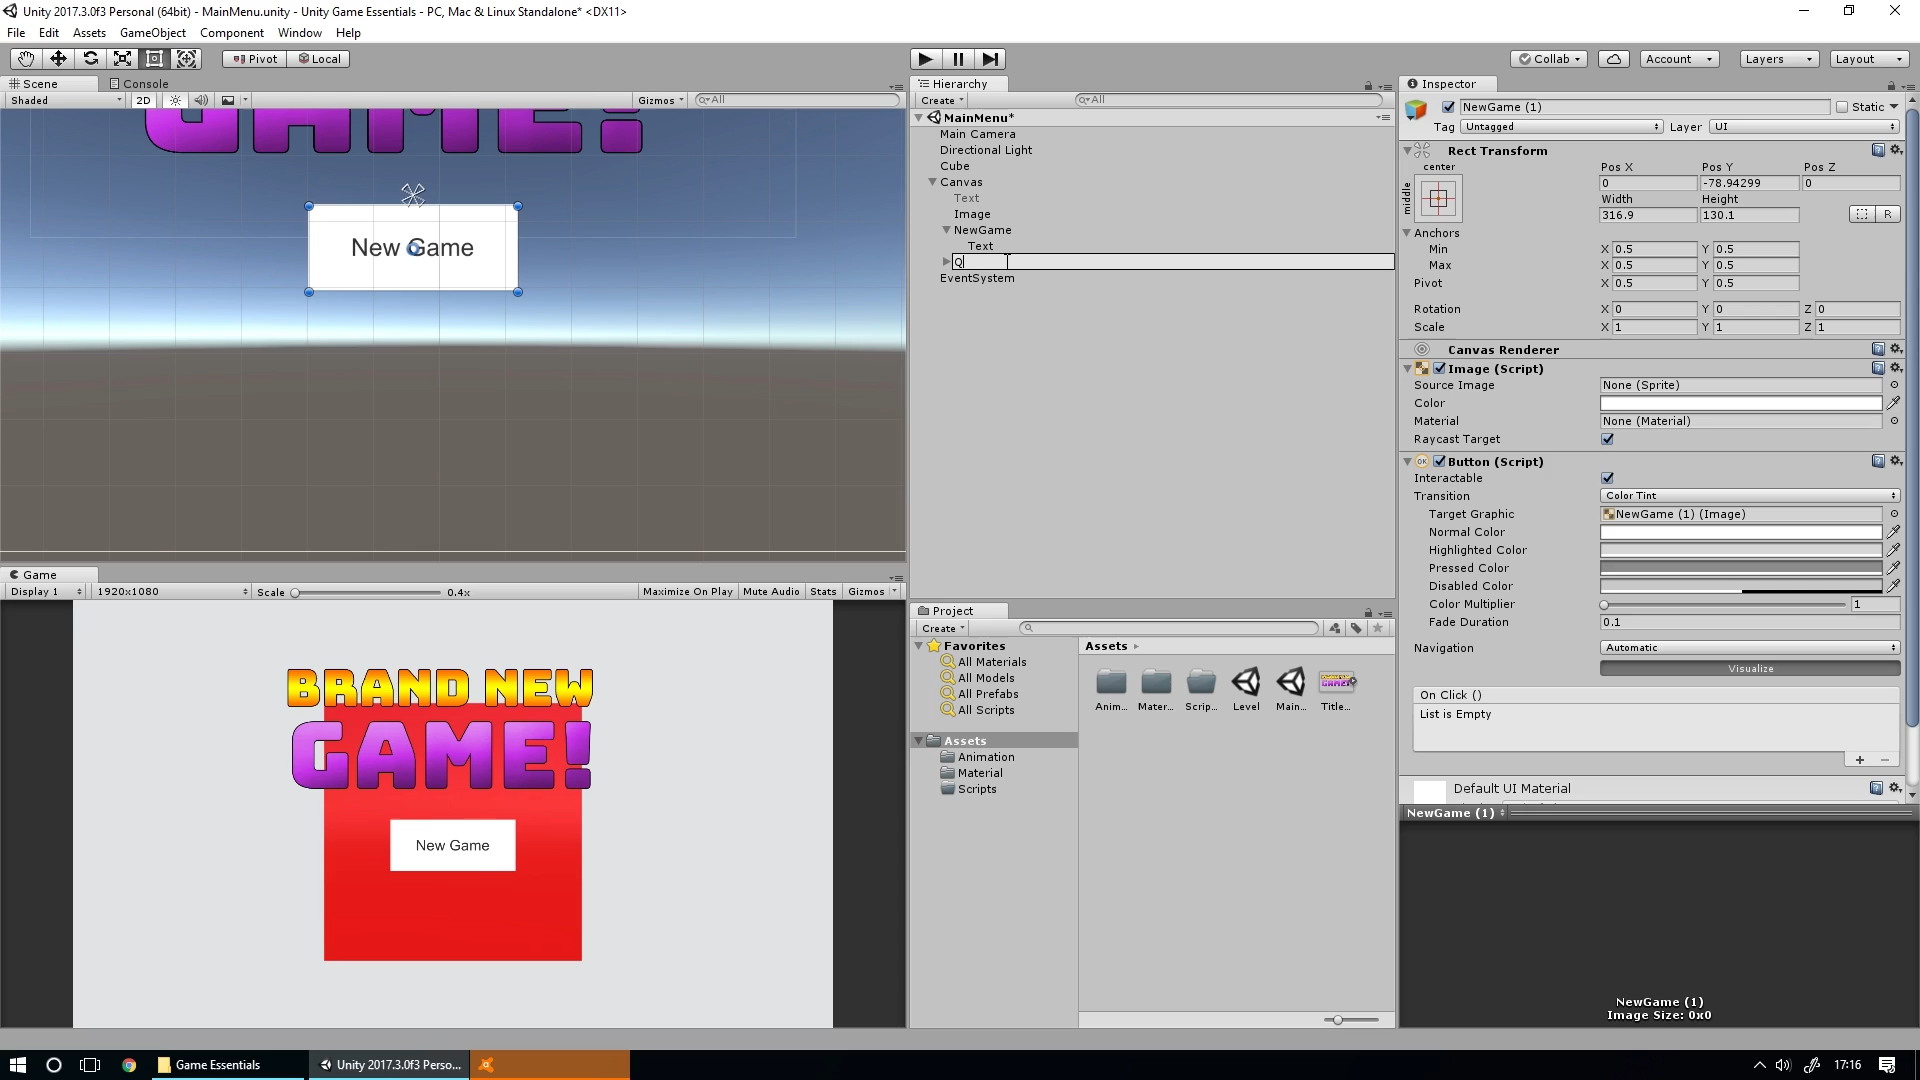 Unity 2017.3.0f3 Personal (64bit) - MainMenu.unity - Unity Game Essentials - PC, Mac & Linux Standalone* <DX11>
File Edit Assets GameObject Component Window Help
Pivot Local
Collab Account Layers Layout
Scene Console
Shaded 2D Gizmos All
GAME!
New Game
Hierarchy
Create All
MainMenu*
Main Camera
Directional Light
Cube
Canvas
Text
Image
NewGame
Text
Q
EventSystem
Inspector
NewGame (1) Static
Tag Untagged Layer UI
Rect Transform
center Pos X Pos Y Pos Z
middle 0 -78.94299 0
Width Height
316.9 130.1 R
Anchors
Min X 0.5 Y 0.5
Max X 0.5 Y 0.5
Pivot X 0.5 Y 0.5
Rotation X 0 Y 0 Z 0
Scale X 1 Y 1 Z 1
Canvas Renderer
Image (Script)
Source Image None (Sprite)
Color
Material None (Material)
Raycast Target
OK Button (Script)
Interactable
Transition Color Tint
Target Graphic NewGame (1) (Image)
Normal Color
Highlighted Color
Pressed Color
Disabled Color
Color Multiplier 1
Fade Duration 0.1
Navigation Automatic
Visualize
On Click ()
List is Empty
+ −
Default UI Material
NewGame (1)
NewGame (1)
Image Size: 0x0
Game
Display 1 1920x1080 Scale 0.4x Maximize On Play Mute Audio Stats Gizmos
BRAND NEW
GAME!
New Game
Project
Create
Favorites
All Materials
All Models
All Prefabs
All Scripts
Assets
Animation
Material
Scripts
Assets
Anim... Mater... Scrip... Level Main... Title...
Game Essentials Unity 2017.3.0f3 Perso... 17:16